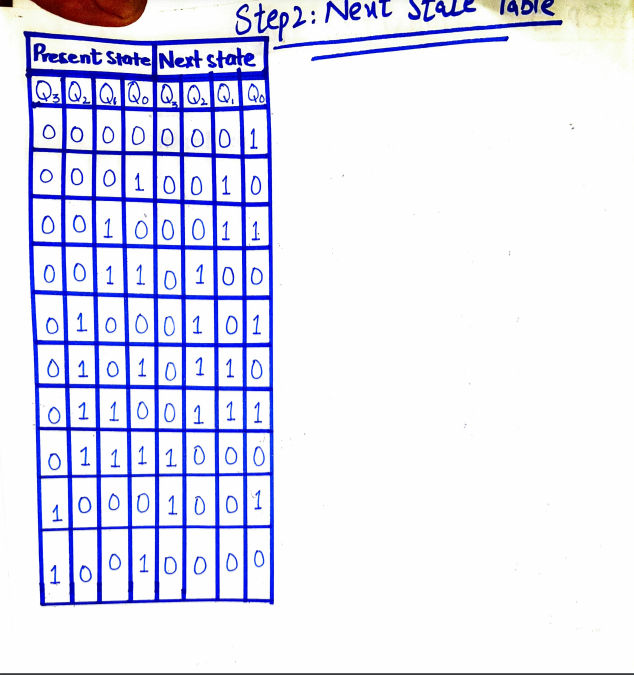 Step2: Next State Table
Present State Next state
Q3 Q2 Q1 Q0 Q3 Q2 Q1 Q0
0 0 0 0 0 0 0 1
0 0 0 1 0 0 1 0
0 0 1 0 0 0 1 1
0 0 1 1 0 1 0 0
0 1 0 0 0 1 0 1
0 1 0 1 0 1 1 0
0 1 1 0 0 1 1 1
0 1 1 1 1 0 0 0
1 0 0 0 1 0 0 1
1 0 0 1 0 0 0 0